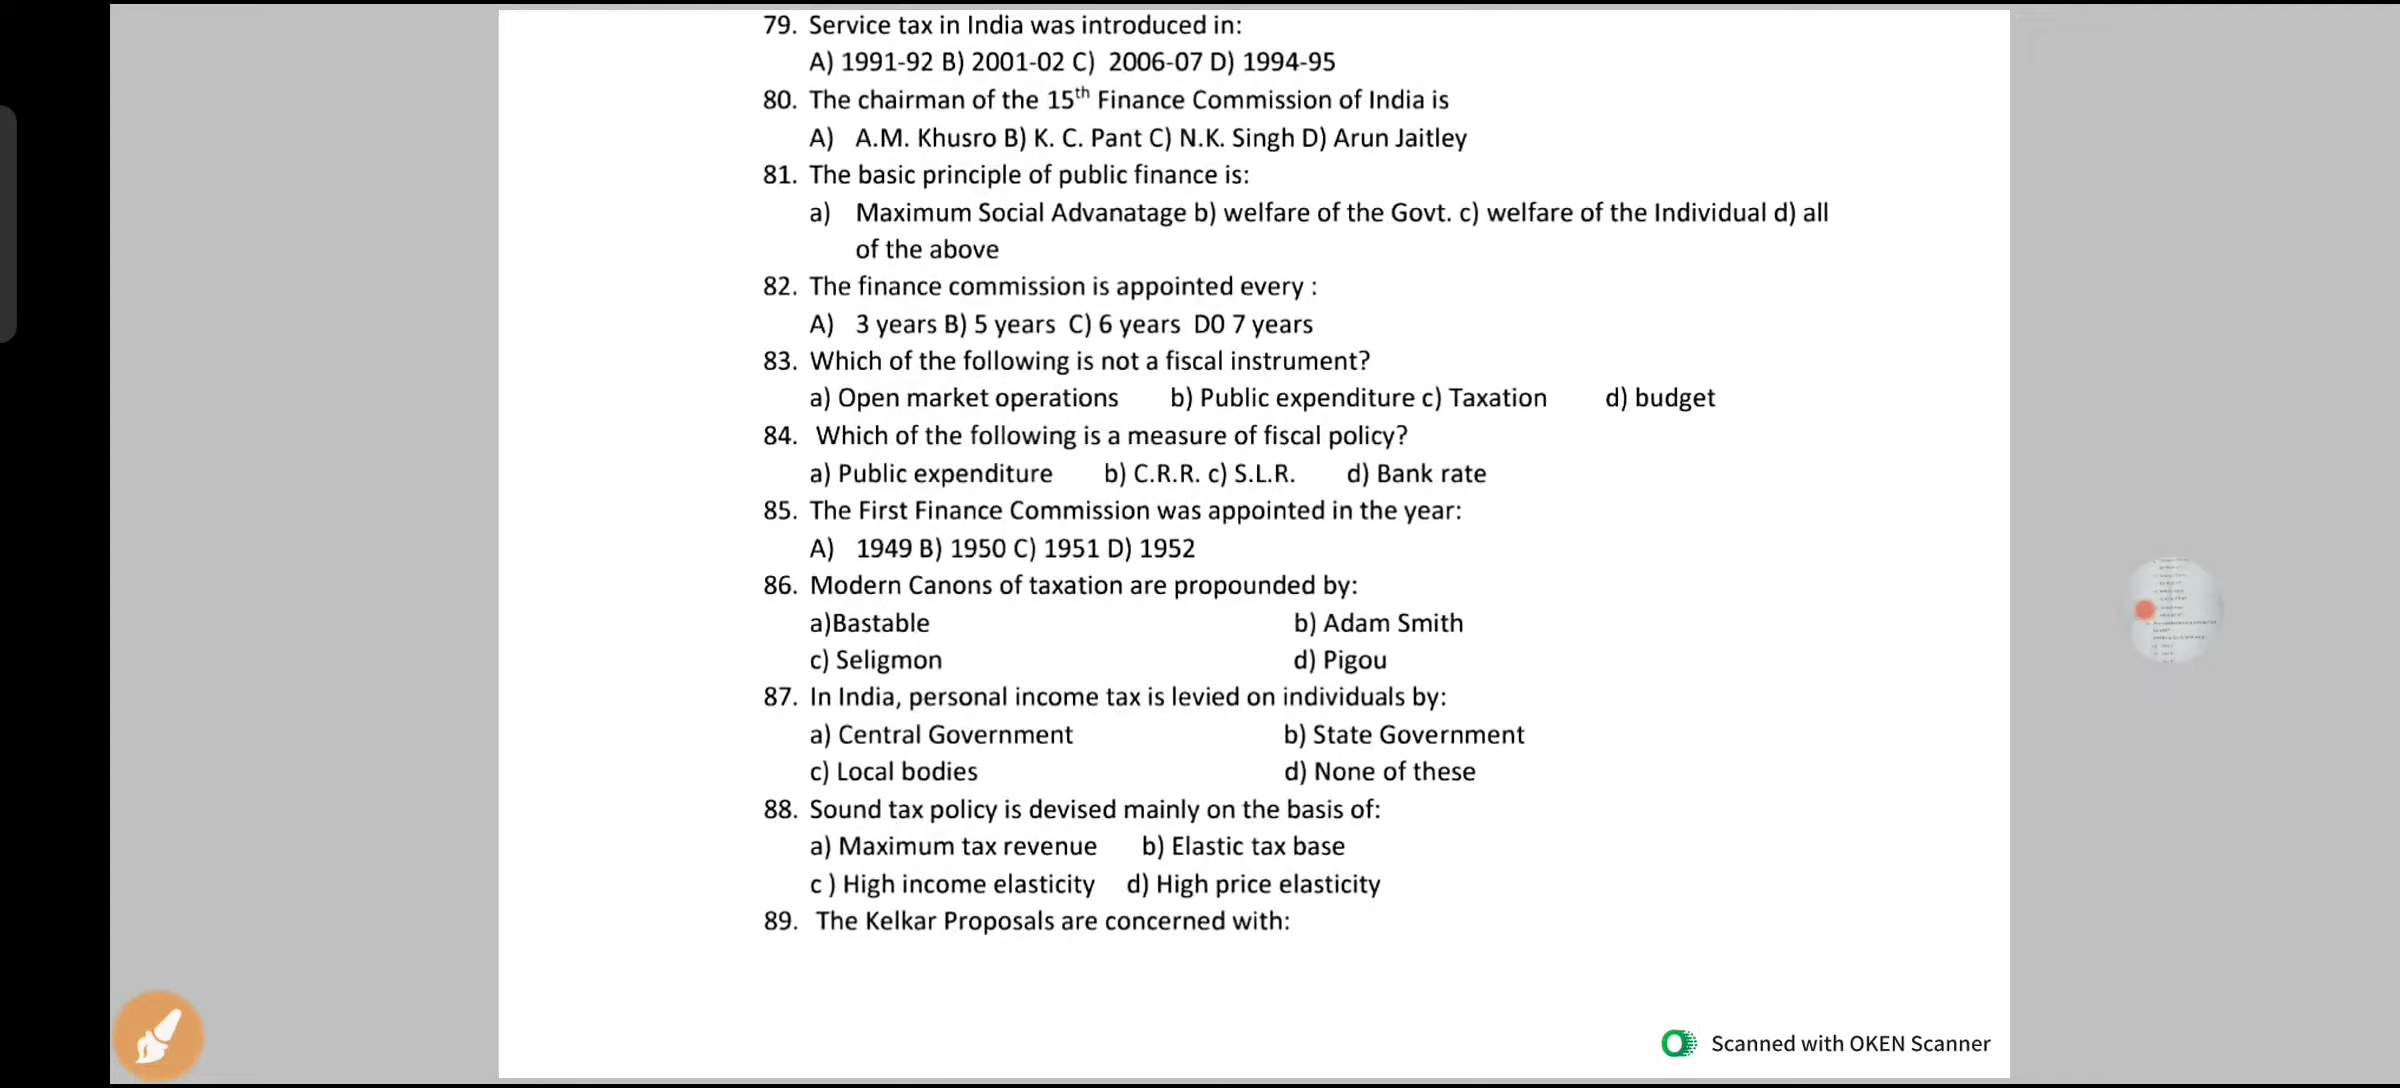 79. Service tax in India was introduced in:
A) 1991-92 B) 2001-02 C) 2006-07 D) 1994-95
80. The chairman of the 15th Finance Commission of India is
A) A.M. Khusro B) K. C. Pant C) N.K. Singh D) Arun Jaitley
81. The basic principle of public finance is:
a) Maximum Social Advanatage b) welfare of the Govt. c) welfare of the Individual d) all
of the above
82. The finance commission is appointed every :
A) 3 years B) 5 years C) 6 years D0 7 years
83. Which of the following is not a fiscal instrument?
a) Open market operations b) Public expenditure c) Taxation d) budget
84. Which of the following is a measure of fiscal policy?
a) Public expenditure b) C.R.R. c) S.L.R. d) Bank rate
85. The First Finance Commission was appointed in the year:
A) 1949 B) 1950 C) 1951 D) 1952
86. Modern Canons of taxation are propounded by:
a)Bastable b) Adam Smith
c) Seligmon d) Pigou
87. In India, personal income tax is levied on individuals by:
a) Central Government b) State Government
c) Local bodies d) None of these
88. Sound tax policy is devised mainly on the basis of:
a) Maximum tax revenue b) Elastic tax base
c ) High income elasticity d) High price elasticity
89. The Kelkar Proposals are concerned with:
Scanned with OKEN Scanner